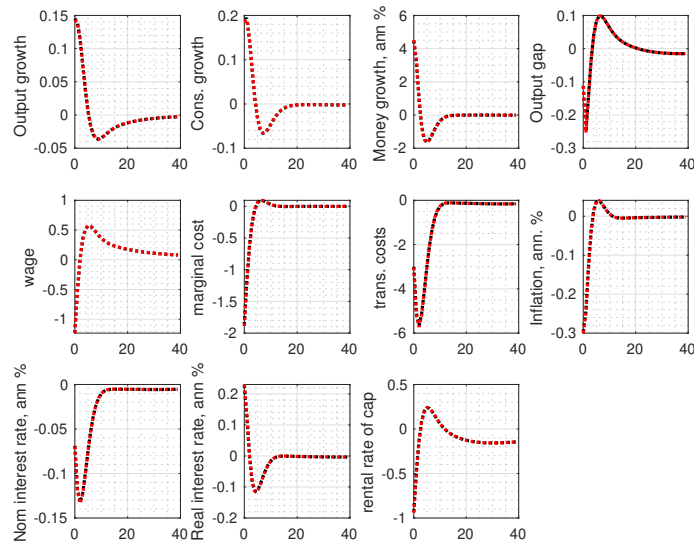 Output growth
0.15
0.1
0.05
0
-0.05
0 20 40
Cons. growth
0.2
0.1
0
-0.1
0 20 40
Money growth, ann %
6
4
2
0
-2
0 20 40
Output gap
0.1
0
-0.1
-0.2
-0.3
0 20 40
wage
1
0.5
0
-0.5
-1
0 20 40
marginal cost
0
-0.5
-1
-1.5
-2
0 20 40
trans. costs
0
-2
-4
-6
0 20 40
Inflation, ann. %
0
-0.1
-0.2
-0.3
0 20 40
Nom interest rate, ann %
0
-0.05
-0.1
-0.15
0 20 40
Real interest rate, ann %
0.2
0.1
0
-0.1
-0.2
0 20 40
rental rate of cap
0.5
0
-0.5
-1
0 20 40